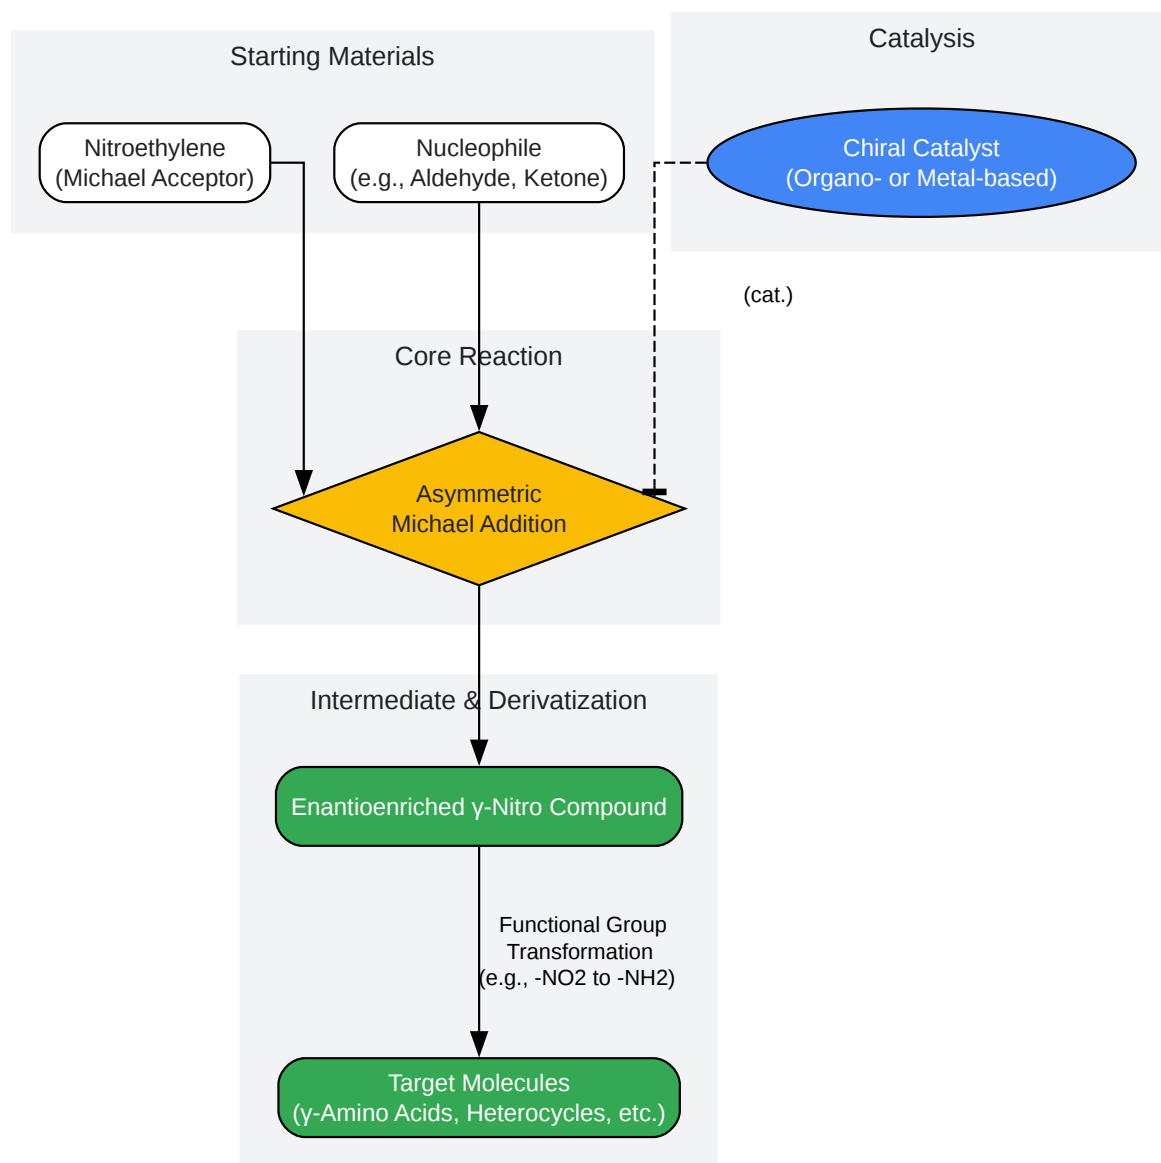 Starting Materials
Catalysis
Nitroethylene
(Michael Acceptor)
Nucleophile
(e.g., Aldehyde, Ketone)
Chiral Catalyst
(Organo- or Metal-based)
(cat.)
Core Reaction
Asymmetric
Michael Addition
Intermediate & Derivatization
Enantioenriched γ-Nitro Compound
Functional Group
Transformation
(e.g., -NO2 to -NH2)
Target Molecules
(γ-Amino Acids, Heterocycles, etc.)